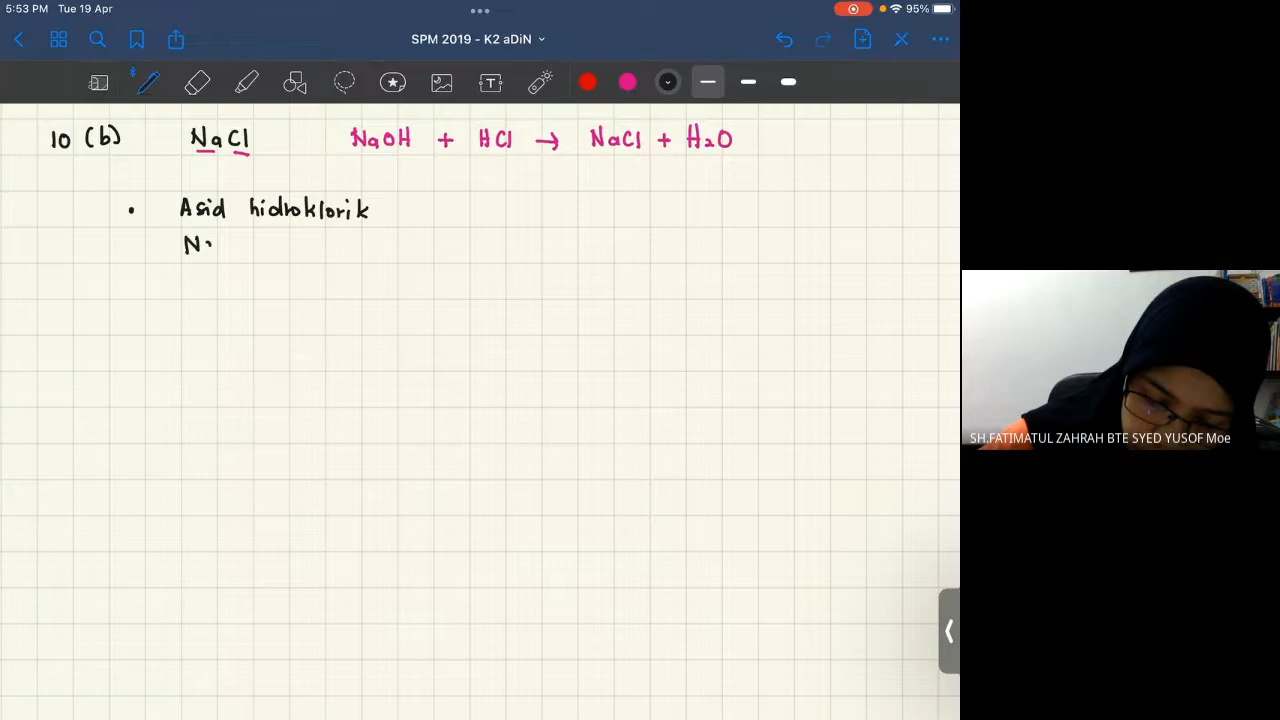 5:53 PM Tue 19 Apr
95%
SPM 2019 - K2 aDiN
T
10 (b) NaCl NaOH + HCl → NaCl + H₂O
• Asid hidroklorik
Na
SH.FATIMATUL ZAHRAH BTE SYED YUSOF Moe